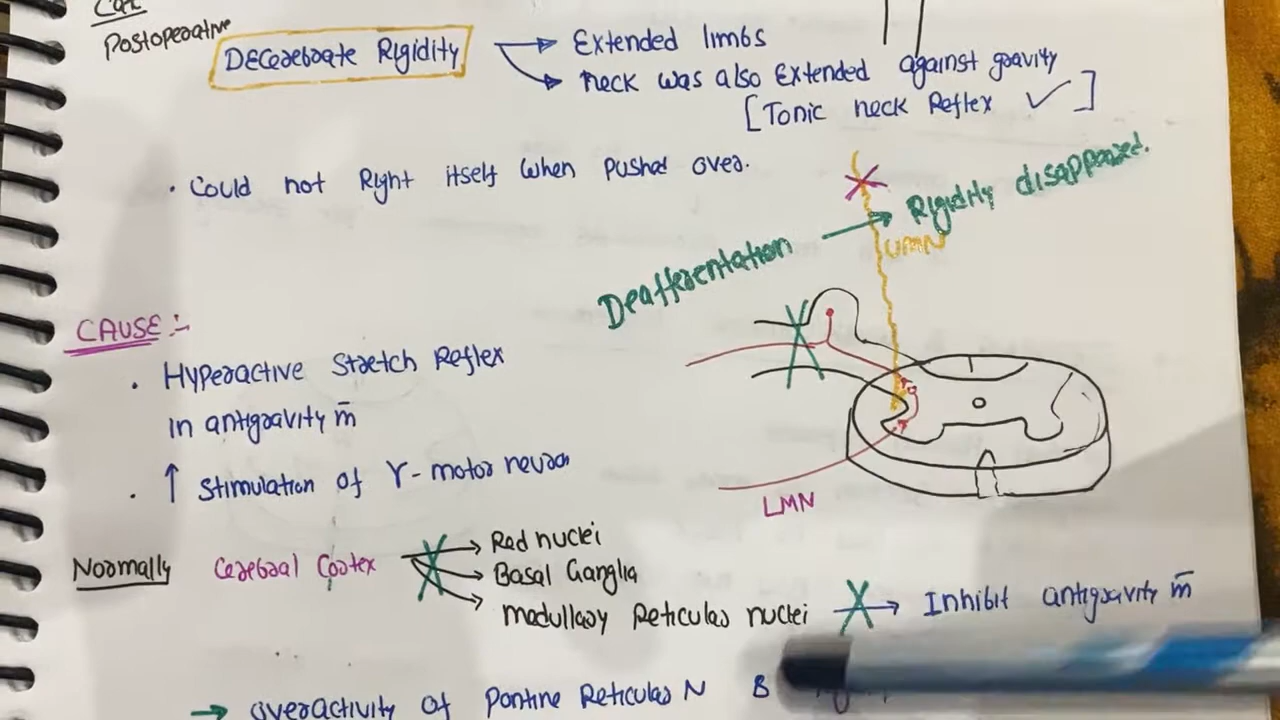 Postoperative
Decerebrate Rigidity
Extended limbs
neck was also Extended against gravity
[Tonic neck Reflex ✓]
. Could not Right itself when pushed over.
Deafferentation → Rigidity disappeared.
UMN
CAUSE :-
. Hyperactive Stretch Reflex
in antigravity m̄
. ↑ stimulation of γ-motor neuron
LMN
Normally Cerebral Cortex
Red nuclei
Basal Ganglia
medullary Reticular nuclei → Inhibit antigravity m̄
→ overactivity of Pontine Reticular N